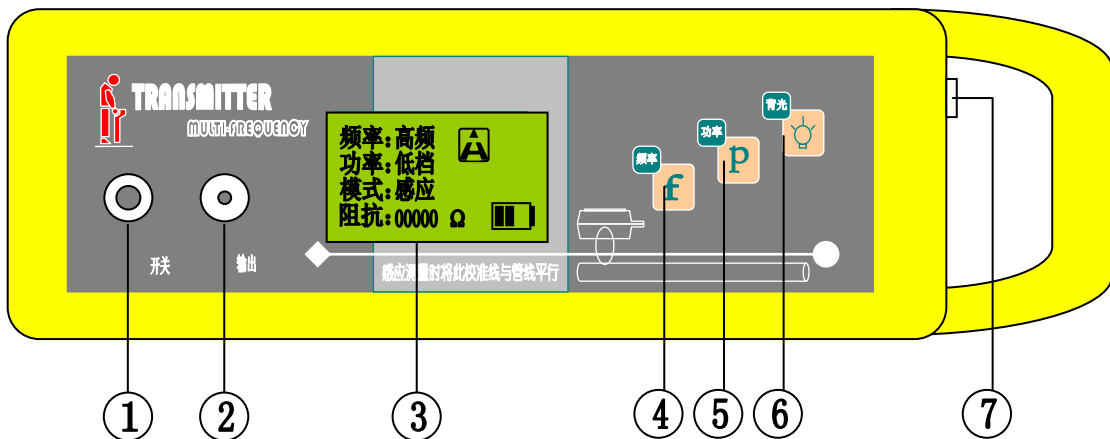 TRANSMITTER
MULTI-FREQUENCY
开关
输出
频率:高频
功率:低档
模式:感应
阻抗:00000 Ω
感应测量时将此校准线与管线平行
频率
f
功率
p
背光
① ② ③ ④ ⑤ ⑥ ⑦